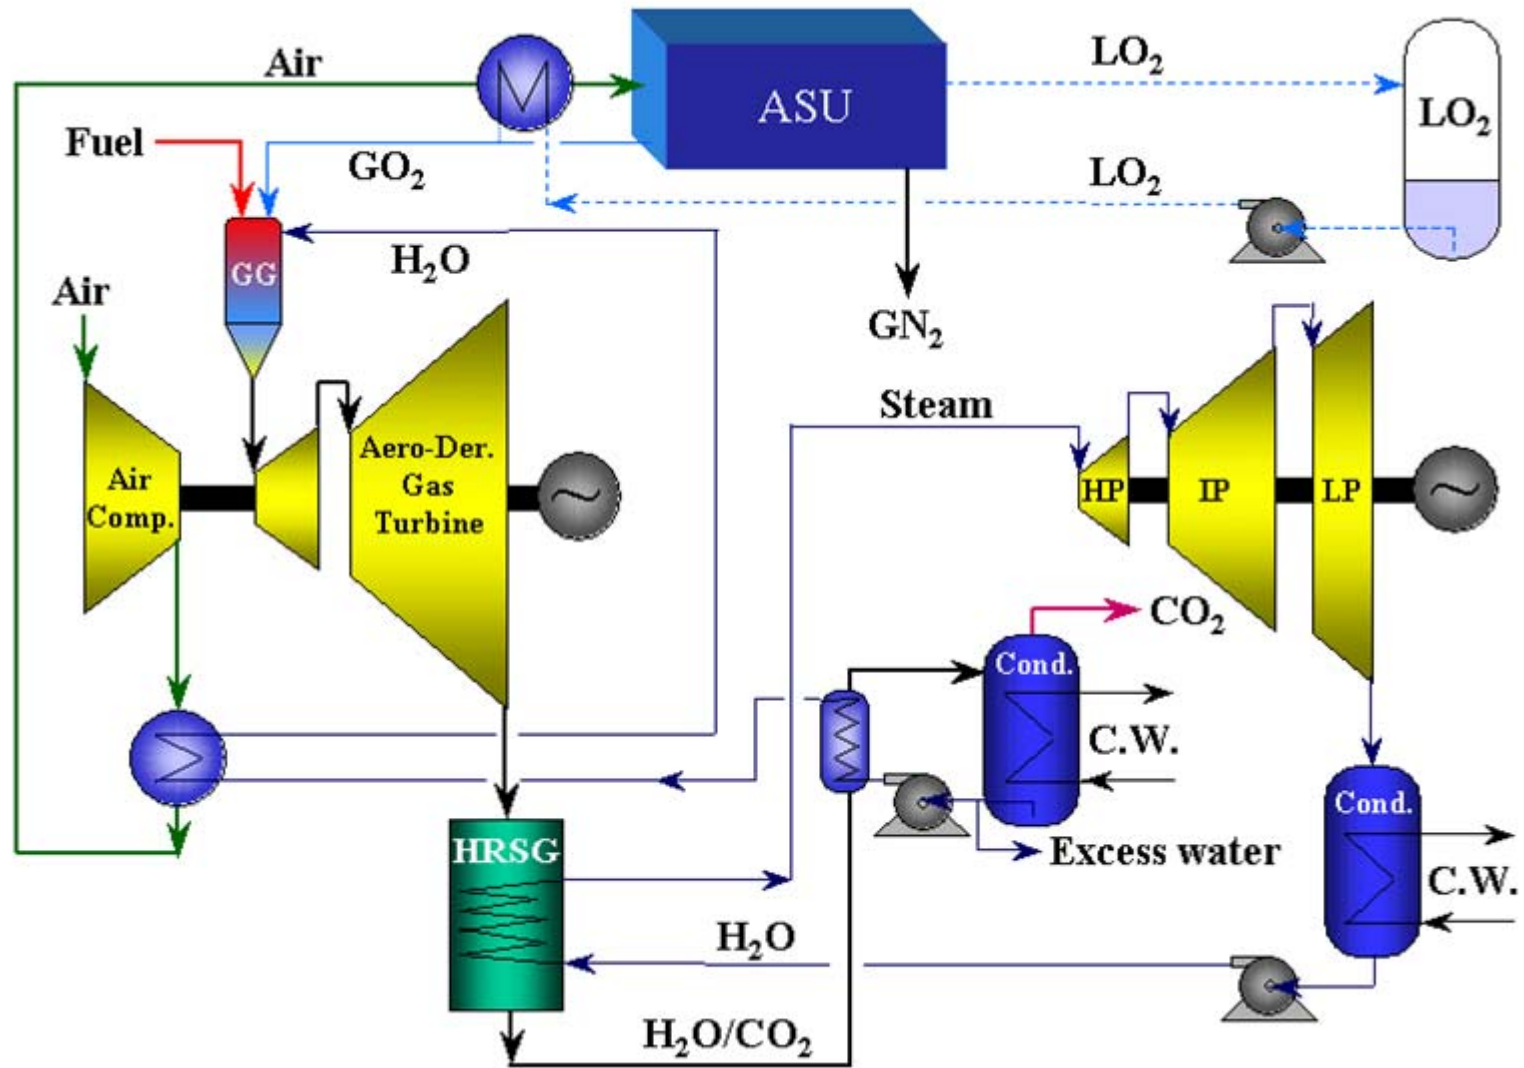 Air
ASU
LO₂
LO₂
Fuel
GO₂
LO₂
H₂O
GG
Air
GN₂
Steam
Aero-Der.
Gas
Turbine
Air
Comp.
HP
IP
LP
CO₂
Cond.
C.W.
Cond.
HRSG
Excess water
C.W.
H₂O
H₂O/CO₂